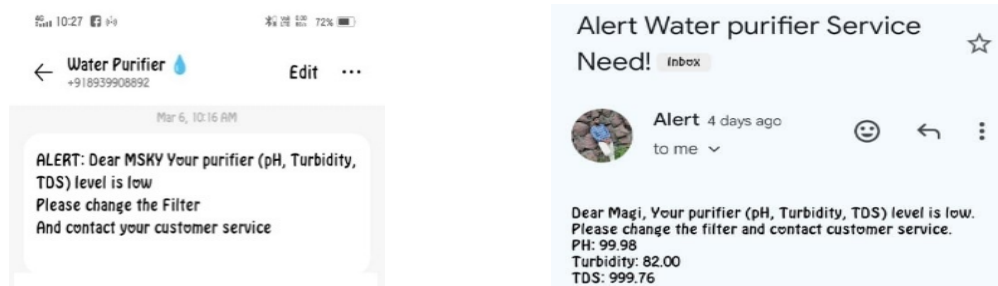 10:27
72%
Water Purifier
Edit
+918939908892
Mar 6, 10:16 AM
ALERT: Dear MSKY Your purifier (pH, Turbidity,
TDS) level is low
Please change the Filter
And contact your customer service
Alert Water purifier Service
Need! Inbox
Alert 4 days ago
to me
Dear Magi, Your purifier (pH, Turbidity, TDS) level is low.
Please change the filter and contact customer service.
PH: 99.98
Turbidity: 82.00
TDS: 999.76